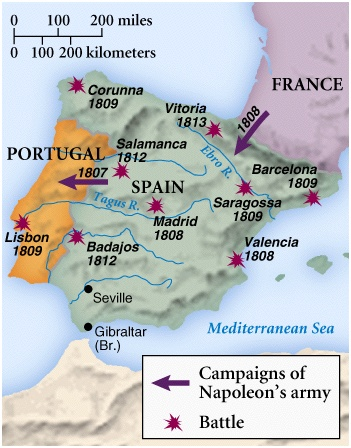 0 100 200 miles
0 100 200 kilometers
Corunna
1809
FRANCE
1808
Vitoria
1813
Salamanca
1812
PORTUGAL
1807
Ebro R.
Barcelona
1809
SPAIN
Saragossa
1809
Tagus R.
Madrid
1808
Lisbon
1809
Badajos
1812
Valencia
1808
Seville
Gibraltar
(Br.)
Mediterranean Sea
Campaigns of
Napoleon's army
Battle